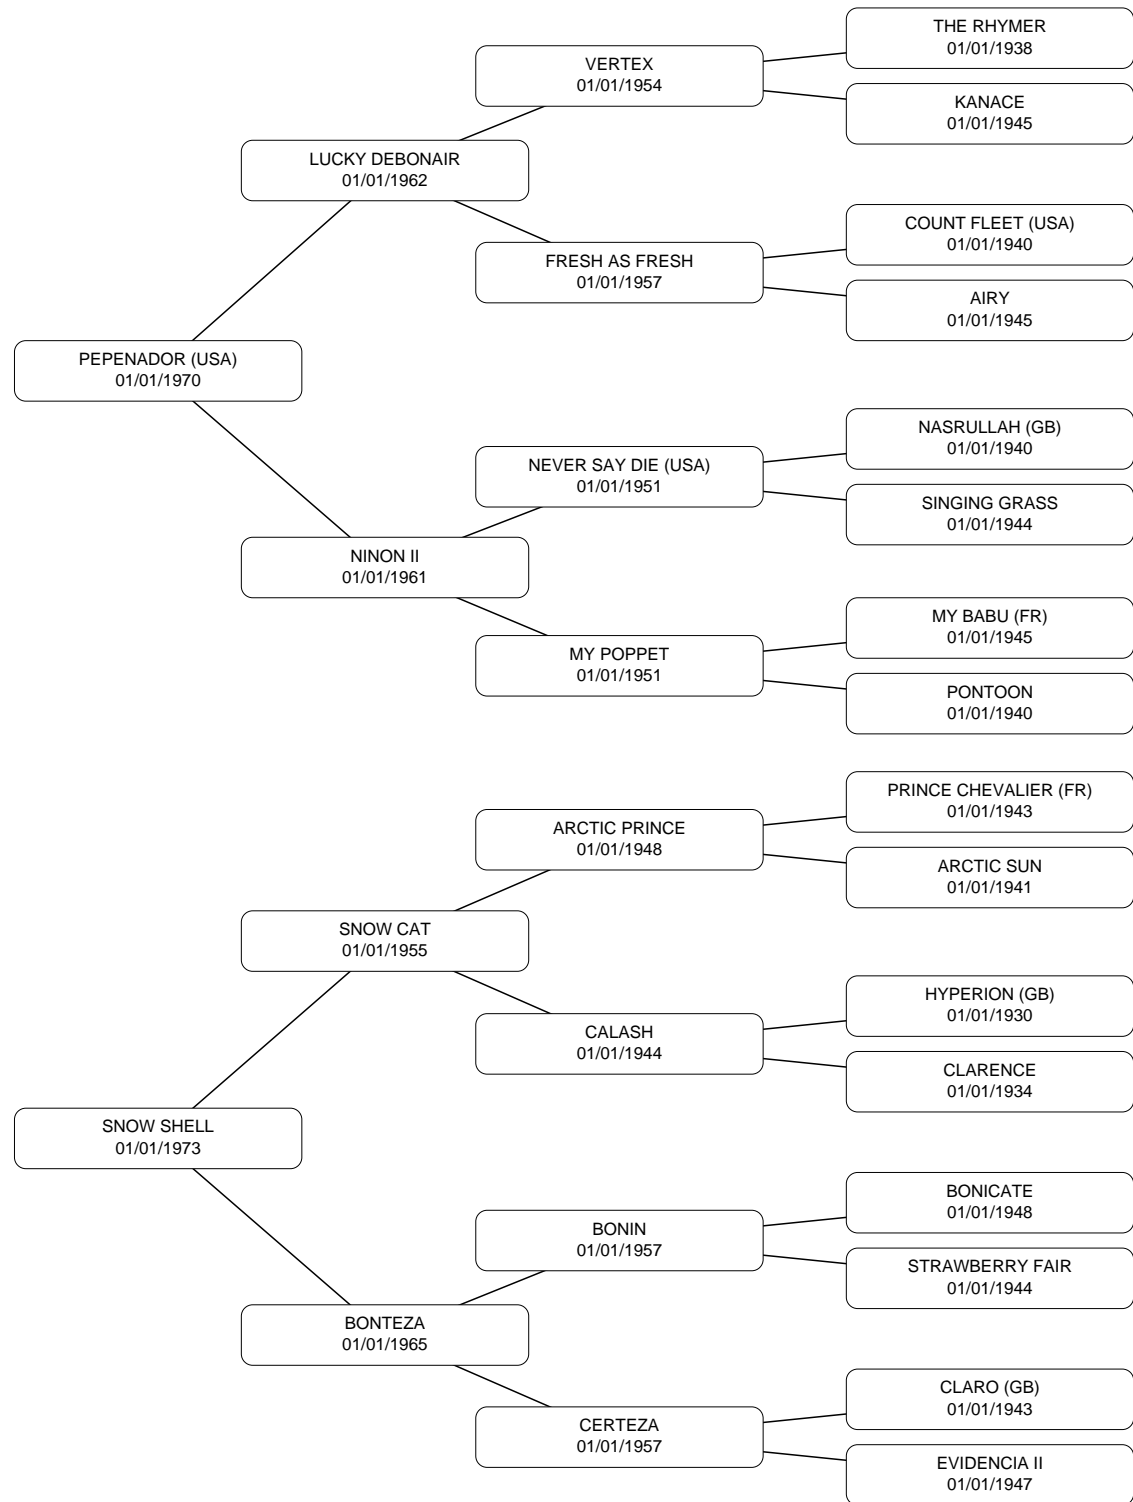 THE RHYMER
01/01/1938
VERTEX
01/01/1954
KANACE
01/01/1945
LUCKY DEBONAIR
01/01/1962
COUNT FLEET (USA)
01/01/1940
FRESH AS FRESH
01/01/1957
AIRY
01/01/1945
PEPENADOR (USA)
01/01/1970
NASRULLAH (GB)
01/01/1940
NEVER SAY DIE (USA)
01/01/1951
SINGING GRASS
01/01/1944
NINON II
01/01/1961
MY BABU (FR)
01/01/1945
MY POPPET
01/01/1951
PONTOON
01/01/1940
PRINCE CHEVALIER (FR)
01/01/1943
ARCTIC PRINCE
01/01/1948
ARCTIC SUN
01/01/1941
SNOW CAT
01/01/1955
HYPERION (GB)
01/01/1930
CALASH
01/01/1944
CLARENCE
01/01/1934
SNOW SHELL
01/01/1973
BONICATE
01/01/1948
BONIN
01/01/1957
STRAWBERRY FAIR
01/01/1944
BONTEZA
01/01/1965
CLARO (GB)
01/01/1943
CERTEZA
01/01/1957
EVIDENCIA II
01/01/1947